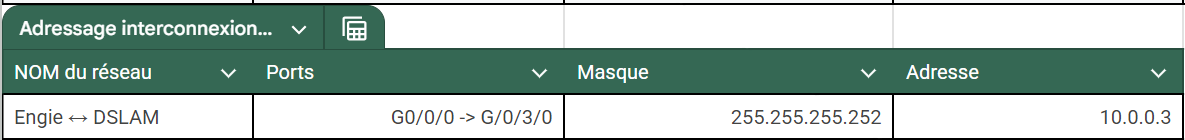 Adressage interconnexion...
NOM du réseau Ports Masque Adresse
Engie ↔ DSLAM G0/0/0 -> G/0/3/0 255.255.255.252 10.0.0.3